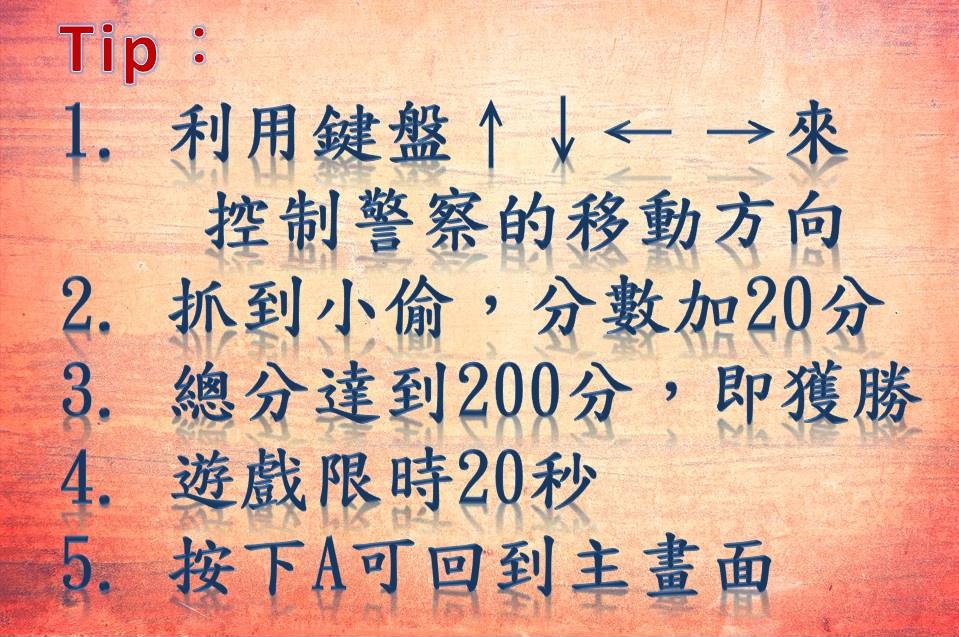 Tip：
1. 利用鍵盤↑ ↓ ← →來
控制警察的移動方向
2. 抓到小偷，分數加20分
3. 總分達到200分，即獲勝
4. 遊戲限時20秒
5. 按下A可回到主畫面